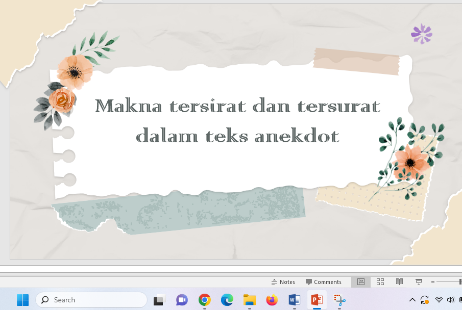 Makna tersirat dan tersurat
dalam teks anekdot
Notes
Comments
Search